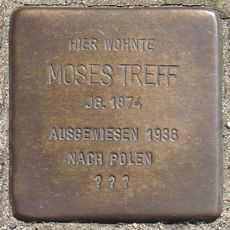 HIER WOHNTE
MOSES TREFF
JG. 1874
AUSGEWIESEN 1938
NACH POLEN
? ? ?